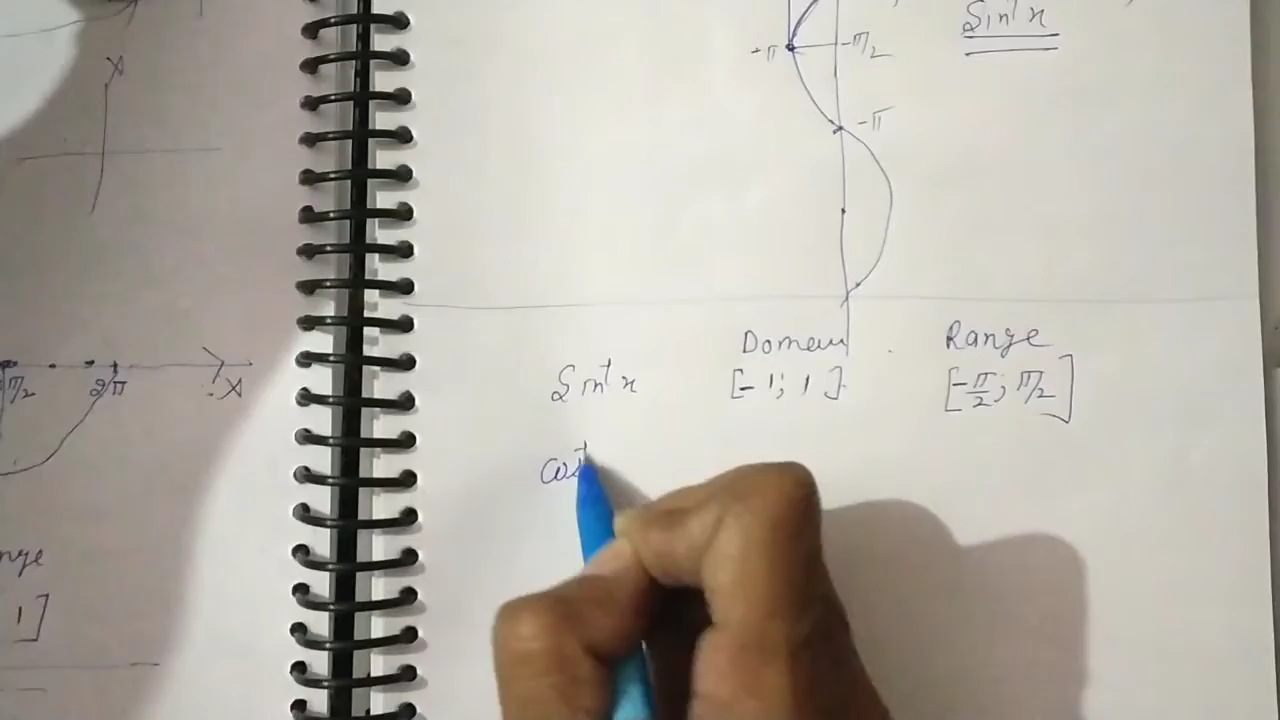 X
π/2 2π X
nge
1]
Sin⁻¹x
-π -π/2
-π
Domain Range
Sin⁻¹x [-1; 1] [-π/2; π/2]
cos⁻¹